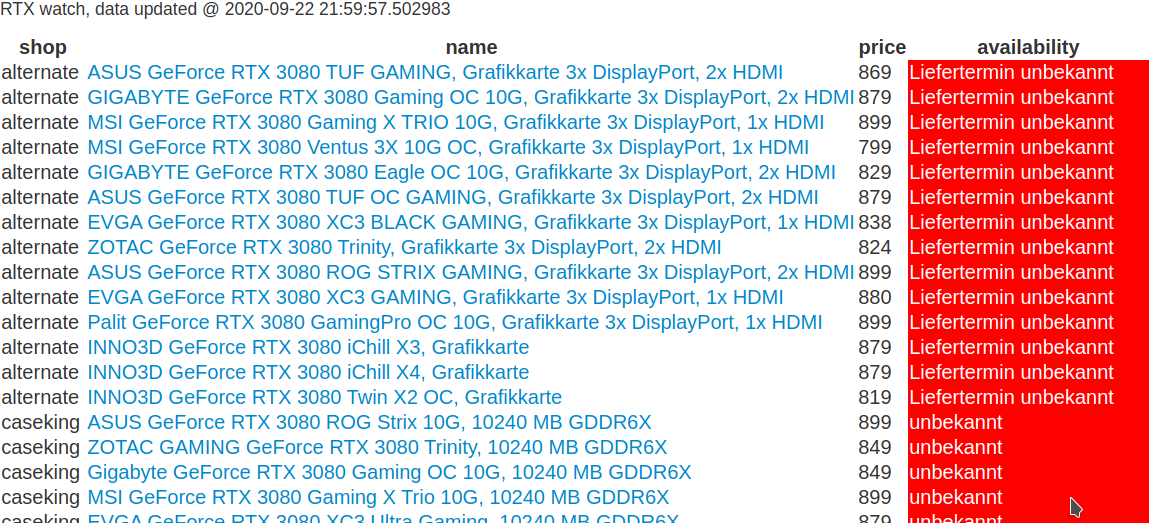 RTX watch, data updated @ 2020-09-22 21:59:57.502983
shop name price availability
alternate ASUS GeForce RTX 3080 TUF GAMING, Grafikkarte 3x DisplayPort, 2x HDMI 869 Liefertermin unbekannt
alternate GIGABYTE GeForce RTX 3080 Gaming OC 10G, Grafikkarte 3x DisplayPort, 2x HDMI 879 Liefertermin unbekannt
alternate MSI GeForce RTX 3080 Gaming X TRIO 10G, Grafikkarte 3x DisplayPort, 1x HDMI 899 Liefertermin unbekannt
alternate MSI GeForce RTX 3080 Ventus 3X 10G OC, Grafikkarte 3x DisplayPort, 1x HDMI 799 Liefertermin unbekannt
alternate GIGABYTE GeForce RTX 3080 Eagle OC 10G, Grafikkarte 3x DisplayPort, 2x HDMI 829 Liefertermin unbekannt
alternate ASUS GeForce RTX 3080 TUF OC GAMING, Grafikkarte 3x DisplayPort, 2x HDMI 879 Liefertermin unbekannt
alternate EVGA GeForce RTX 3080 XC3 BLACK GAMING, Grafikkarte 3x DisplayPort, 1x HDMI 838 Liefertermin unbekannt
alternate ZOTAC GeForce RTX 3080 Trinity, Grafikkarte 3x DisplayPort, 2x HDMI 824 Liefertermin unbekannt
alternate ASUS GeForce RTX 3080 ROG STRIX GAMING, Grafikkarte 3x DisplayPort, 2x HDMI 899 Liefertermin unbekannt
alternate EVGA GeForce RTX 3080 XC3 GAMING, Grafikkarte 3x DisplayPort, 1x HDMI 880 Liefertermin unbekannt
alternate Palit GeForce RTX 3080 GamingPro OC 10G, Grafikkarte 3x DisplayPort, 1x HDMI 899 Liefertermin unbekannt
alternate INNO3D GeForce RTX 3080 iChill X3, Grafikkarte 879 Liefertermin unbekannt
alternate INNO3D GeForce RTX 3080 iChill X4, Grafikkarte 879 Liefertermin unbekannt
alternate INNO3D GeForce RTX 3080 Twin X2 OC, Grafikkarte 819 Liefertermin unbekannt
caseking ASUS GeForce RTX 3080 ROG Strix 10G, 10240 MB GDDR6X 899 unbekannt
caseking ZOTAC GAMING GeForce RTX 3080 Trinity, 10240 MB GDDR6X 849 unbekannt
caseking Gigabyte GeForce RTX 3080 Gaming OC 10G, 10240 MB GDDR6X 849 unbekannt
caseking MSI GeForce RTX 3080 Gaming X Trio 10G, 10240 MB GDDR6X 899 unbekannt
caseking EVGA GeForce RTX 3080 XC3 Ultra Gaming, 10240 MB GDDR6X 879 unbekannt